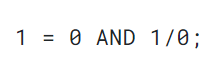 1 = 0 AND 1/0;